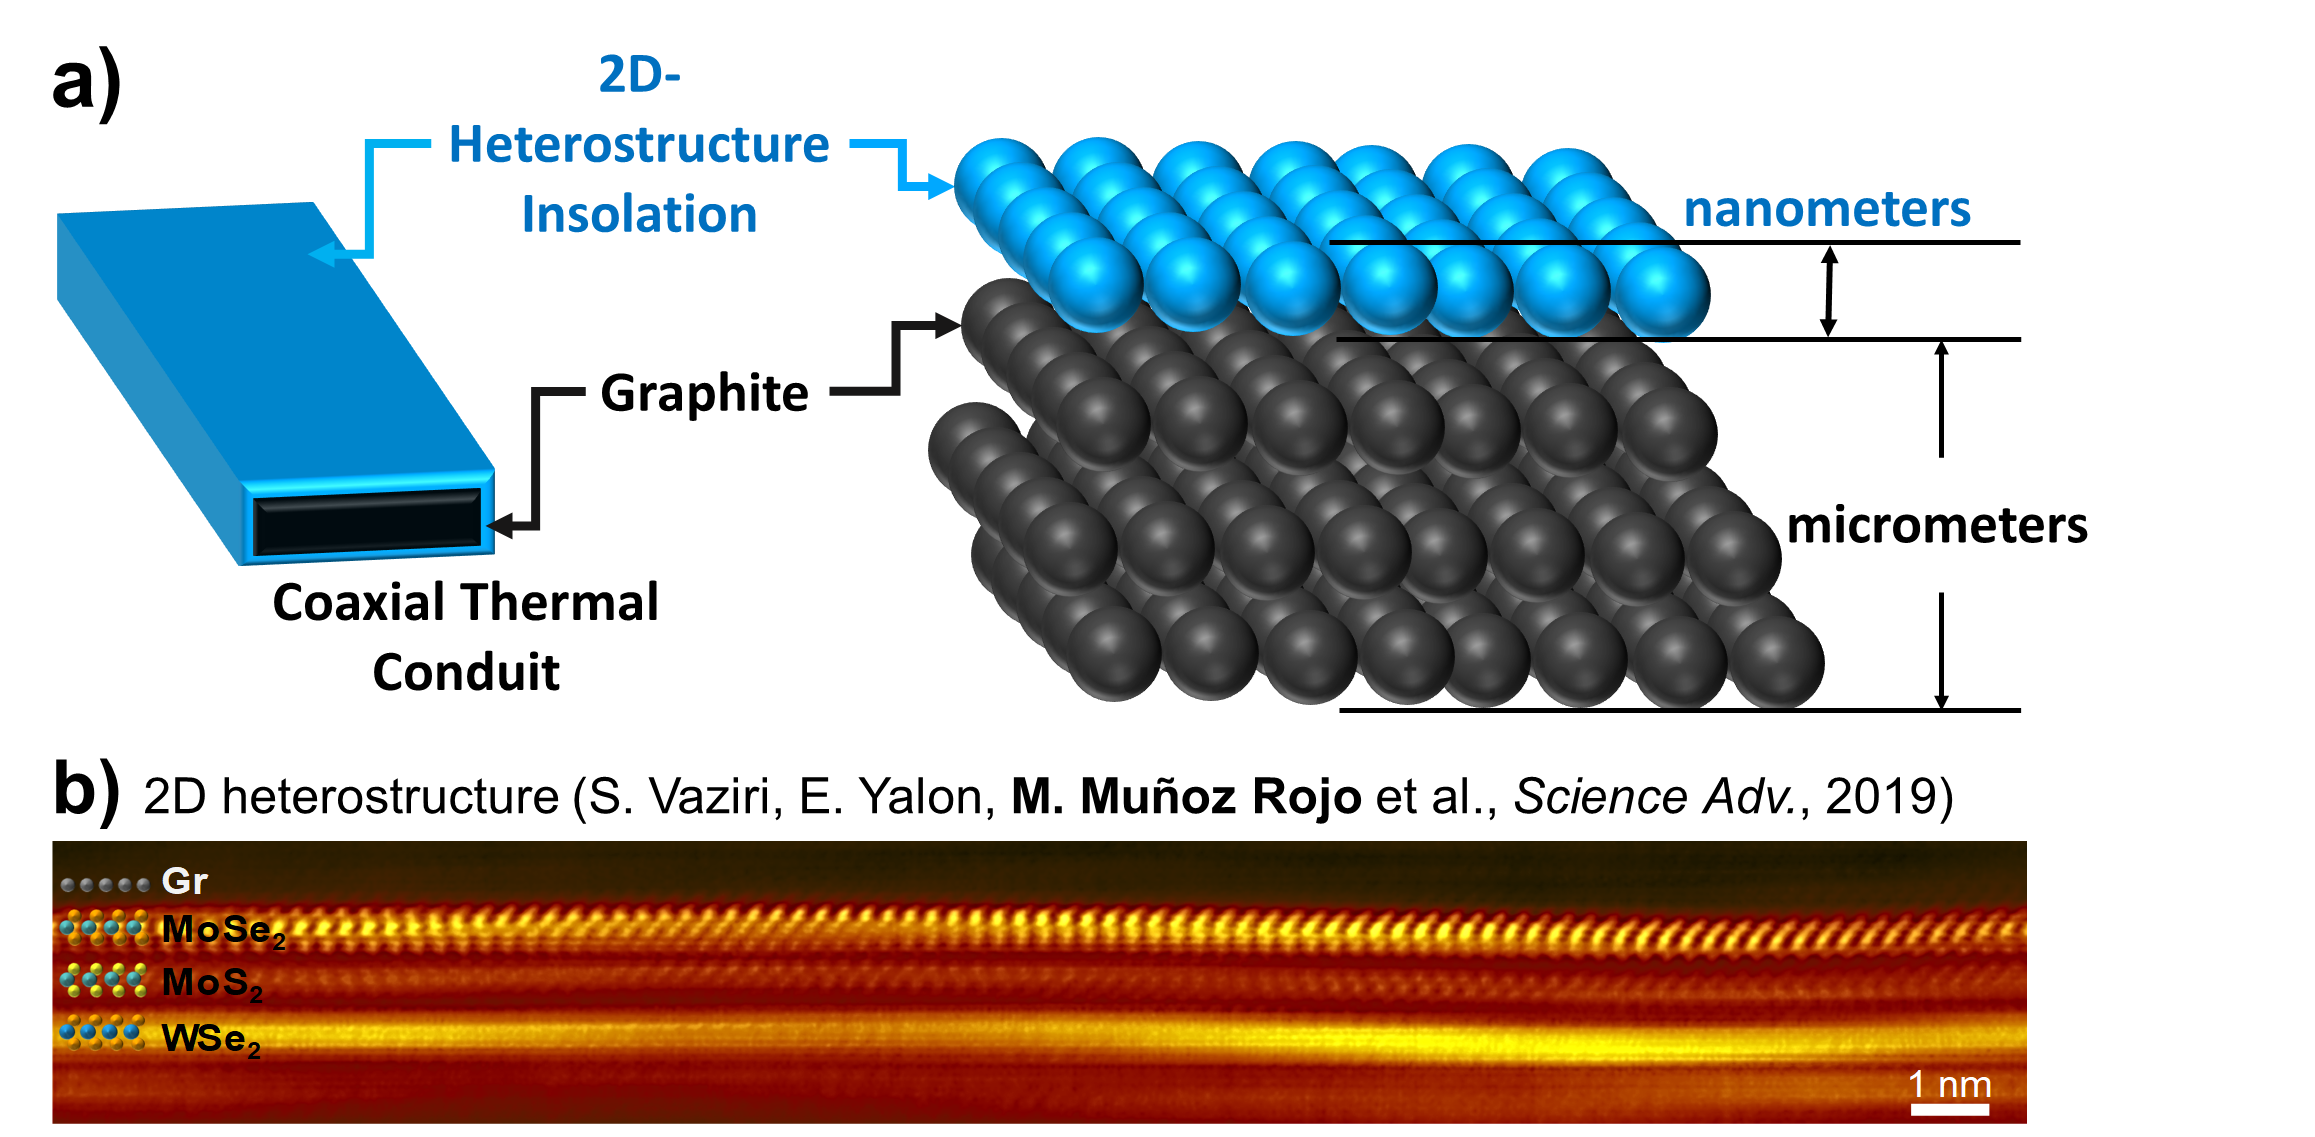 a)
2D-
Heterostructure
Insolation
nanometers
Graphite
micrometers
Coaxial Thermal
Conduit
b) 2D heterostructure (S. Vaziri, E. Yalon, M. Muñoz Rojo et al., Science Adv., 2019)
Gr
MoSe₂
MoS₂
WSe₂
1 nm